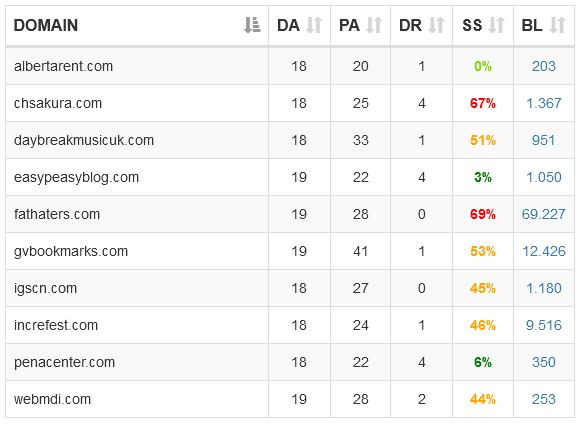 DOMAIN DA PA DR SS BL
albertarent.com 18 20 1 0% 203
chsakura.com 18 25 4 67% 1.367
daybreakmusicuk.com 18 33 1 51% 951
easypeasyblog.com 19 22 4 3% 1.050
fathaters.com 19 28 0 69% 69.227
gvbookmarks.com 19 41 1 53% 12.426
igscn.com 18 27 0 45% 1.180
increfest.com 18 24 1 46% 9.516
penacenter.com 18 22 4 6% 350
webmdi.com 19 28 2 44% 253